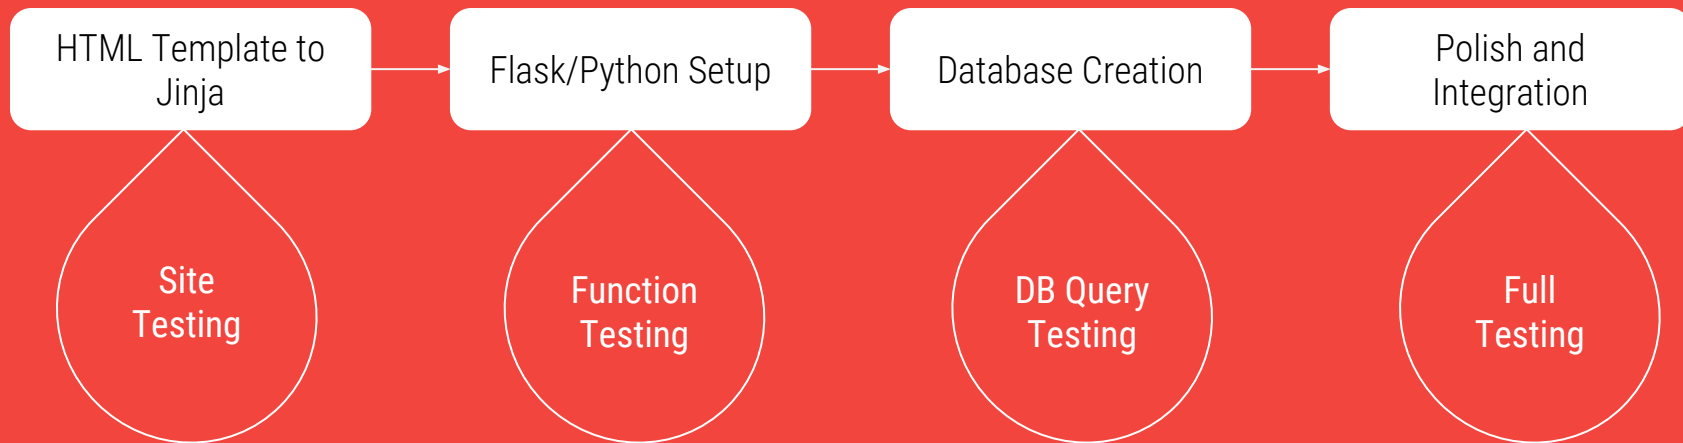 HTML Template to
Jinja
Flask/Python Setup
Database Creation
Polish and
Integration
Site
Testing
Function
Testing
DB Query
Testing
Full
Testing